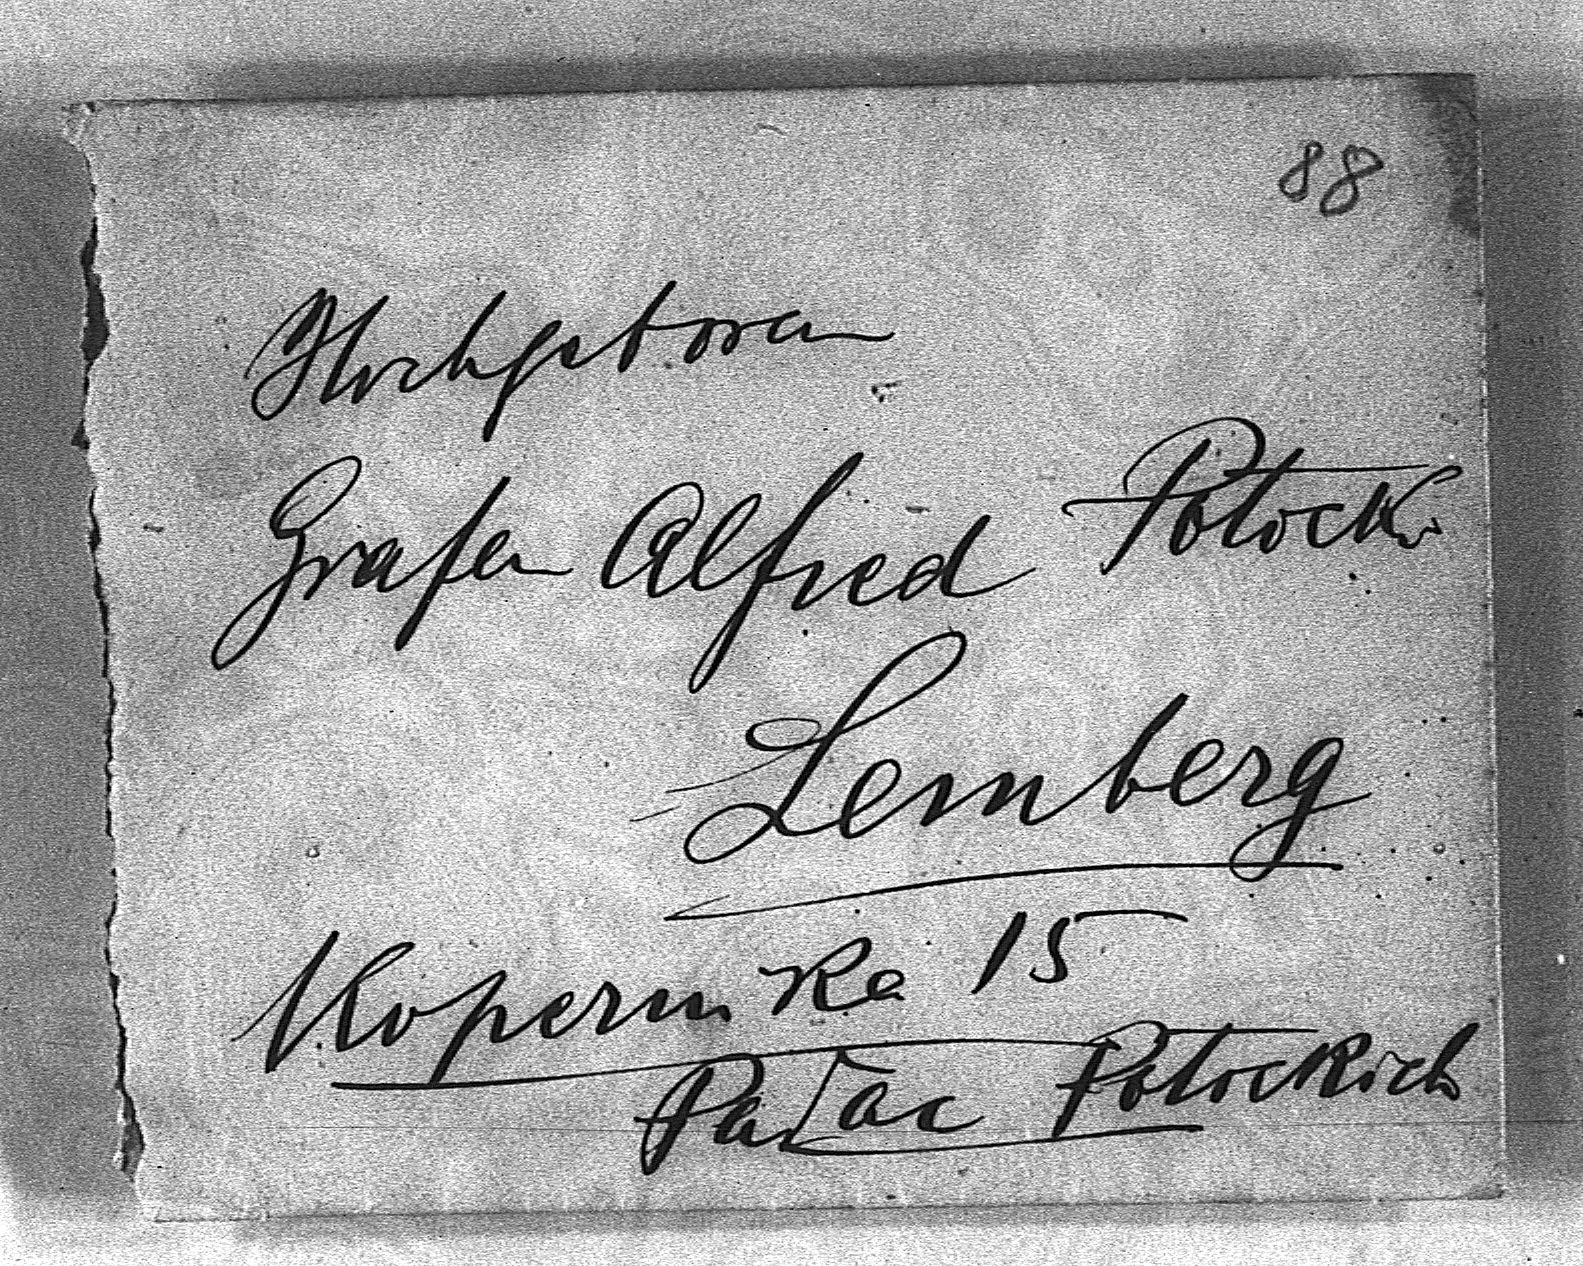 88
Hochgeboren
Grafen Alfred Potocki
Lemberg
Kopernika 15
Pałac Potockich